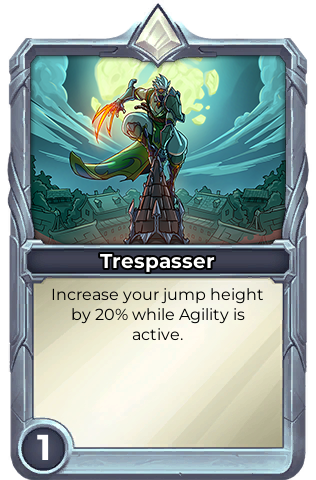 Trespasser
Increase your jump height
by 20% while Agility is
active.
1